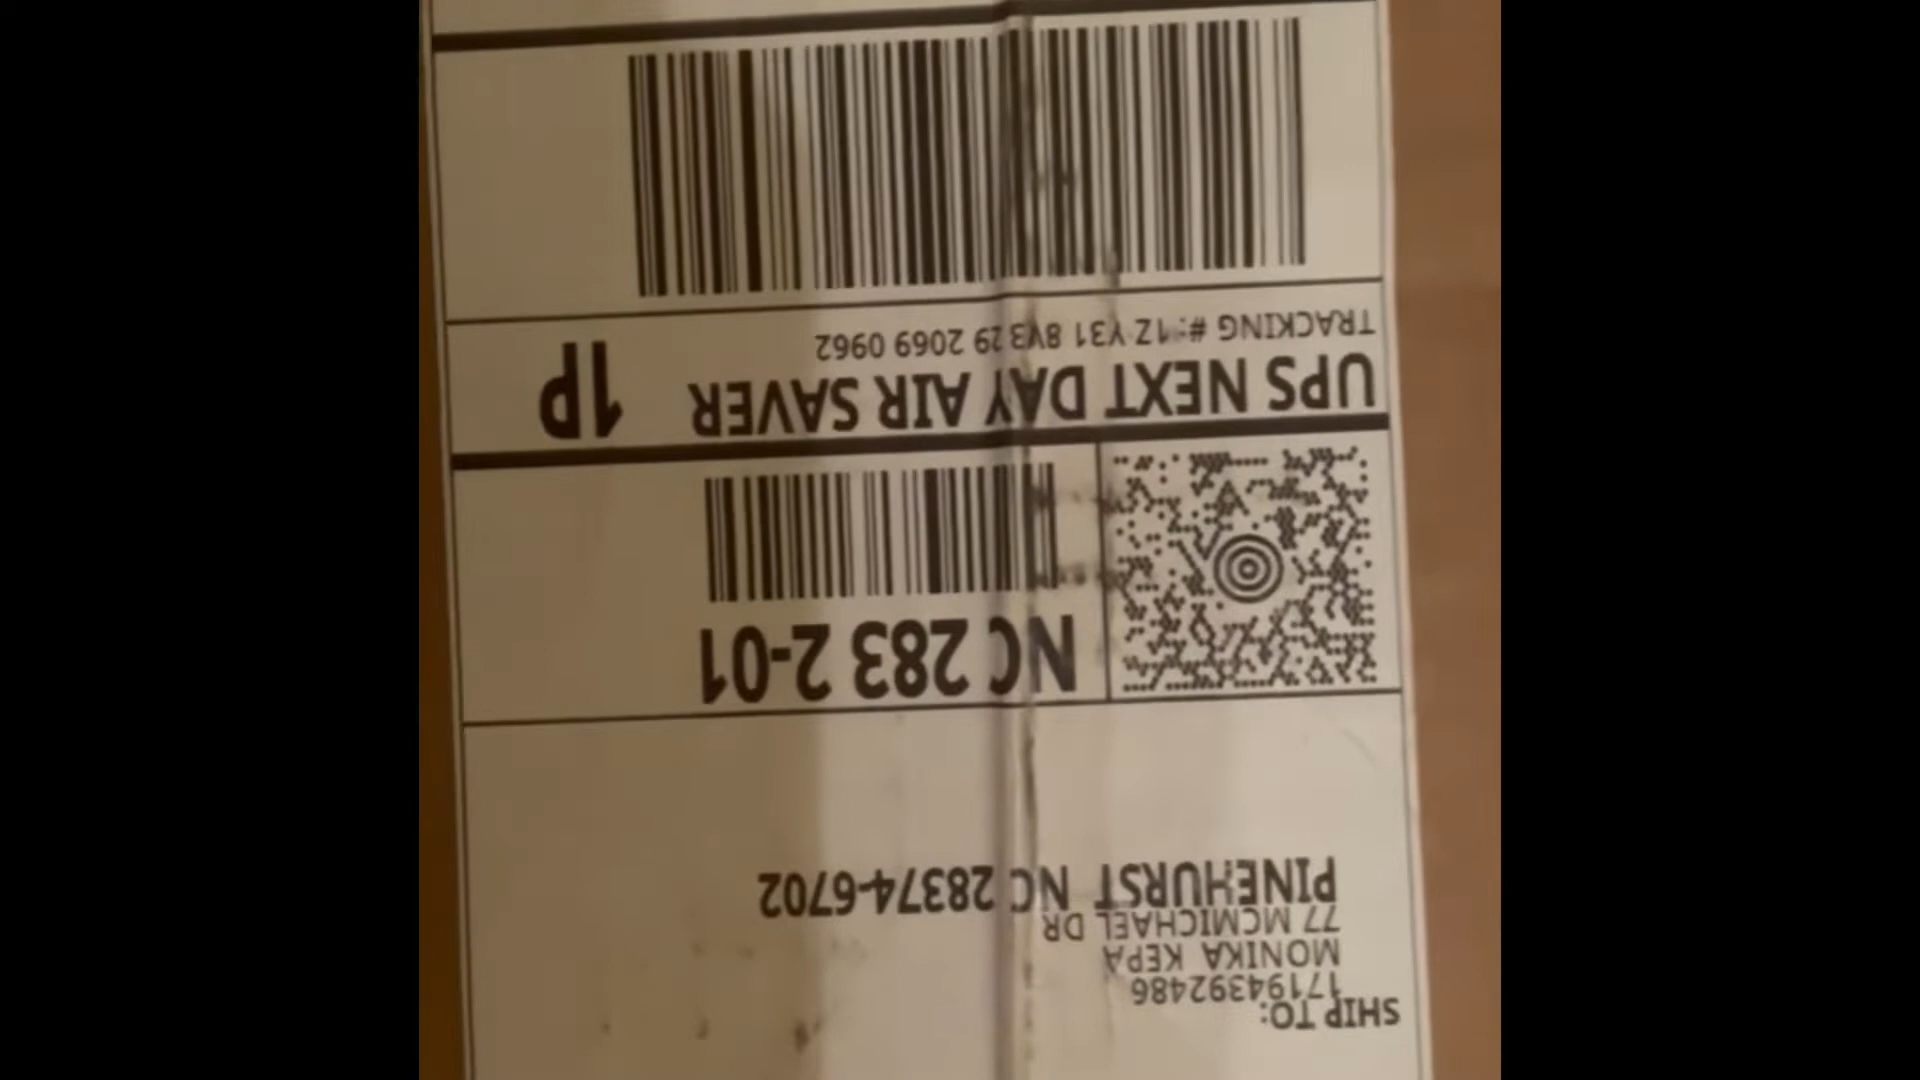 SHIP TO:
17194392486
MONIKA KEPA
77 MCMICHAEL DR
PINEHURST NC 28374-6702
NC 283 2-01
UPS NEXT DAY AIR SAVER 1P
TRACKING #: 1Z Y31 8V3 29 2069 0962